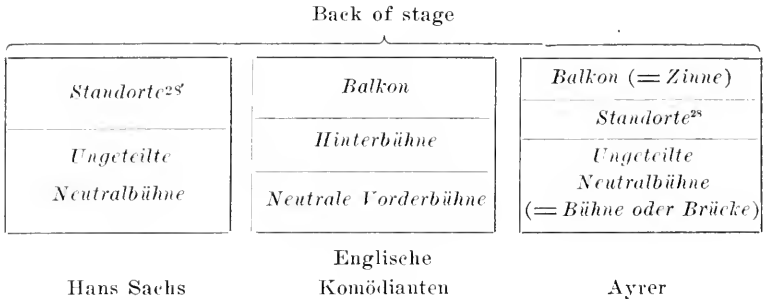 Back of stage
Standorte²⁸
Ungeteilte
Neutralbühne
Balkon
Hinterbühne
Neutrale Vorderbühne
Balkon (= Zinne)
Standorte²⁸
Ungeteilte
Neutralbühne
(= Bühne oder Brücke)
Hans Sachs
Englische
Komödianten
Ayrer